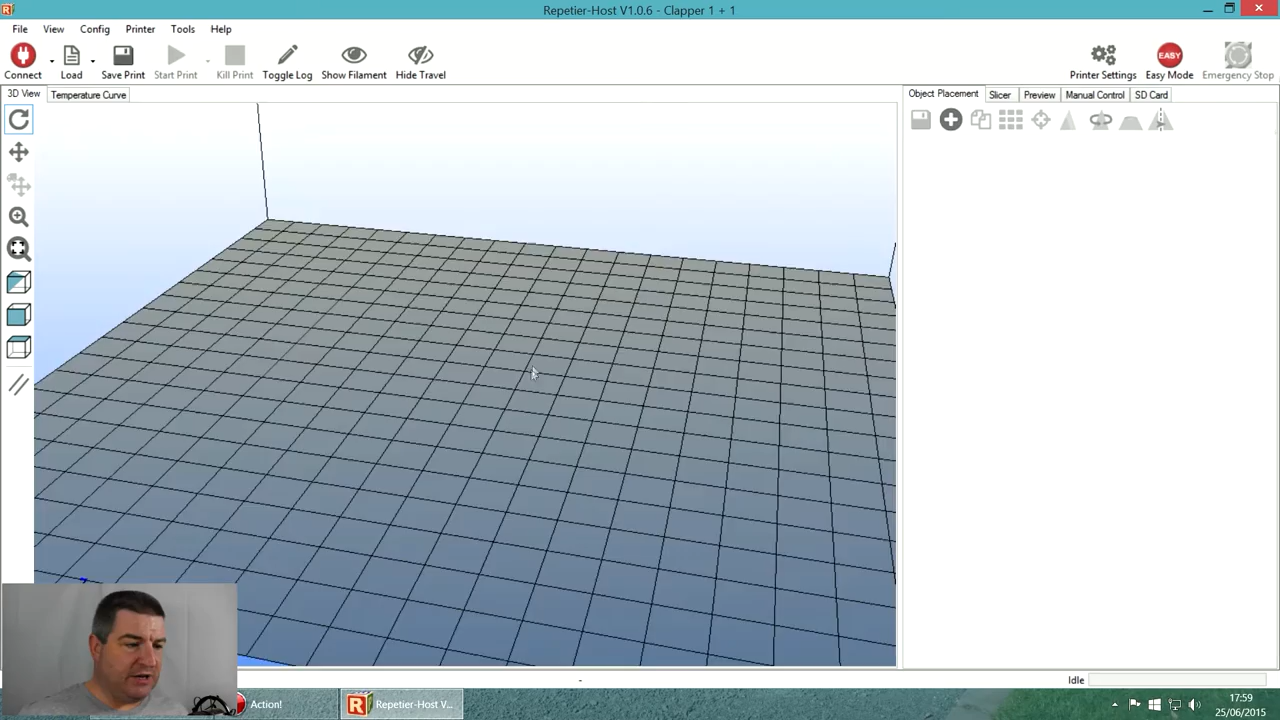 Repetier-Host V1.0.6 - Clapper 1 + 1
File View Config Printer Tools Help
Connect Load Save Print Start Print Kill Print Toggle Log Show Filament Hide Travel Printer Settings EASY Easy Mode Emergency Stop
3D View Temperature Curve Object Placement Slicer Preview Manual Control SD Card
- Idle
Action! R Repetier-Host V... 17:59
25/06/2015